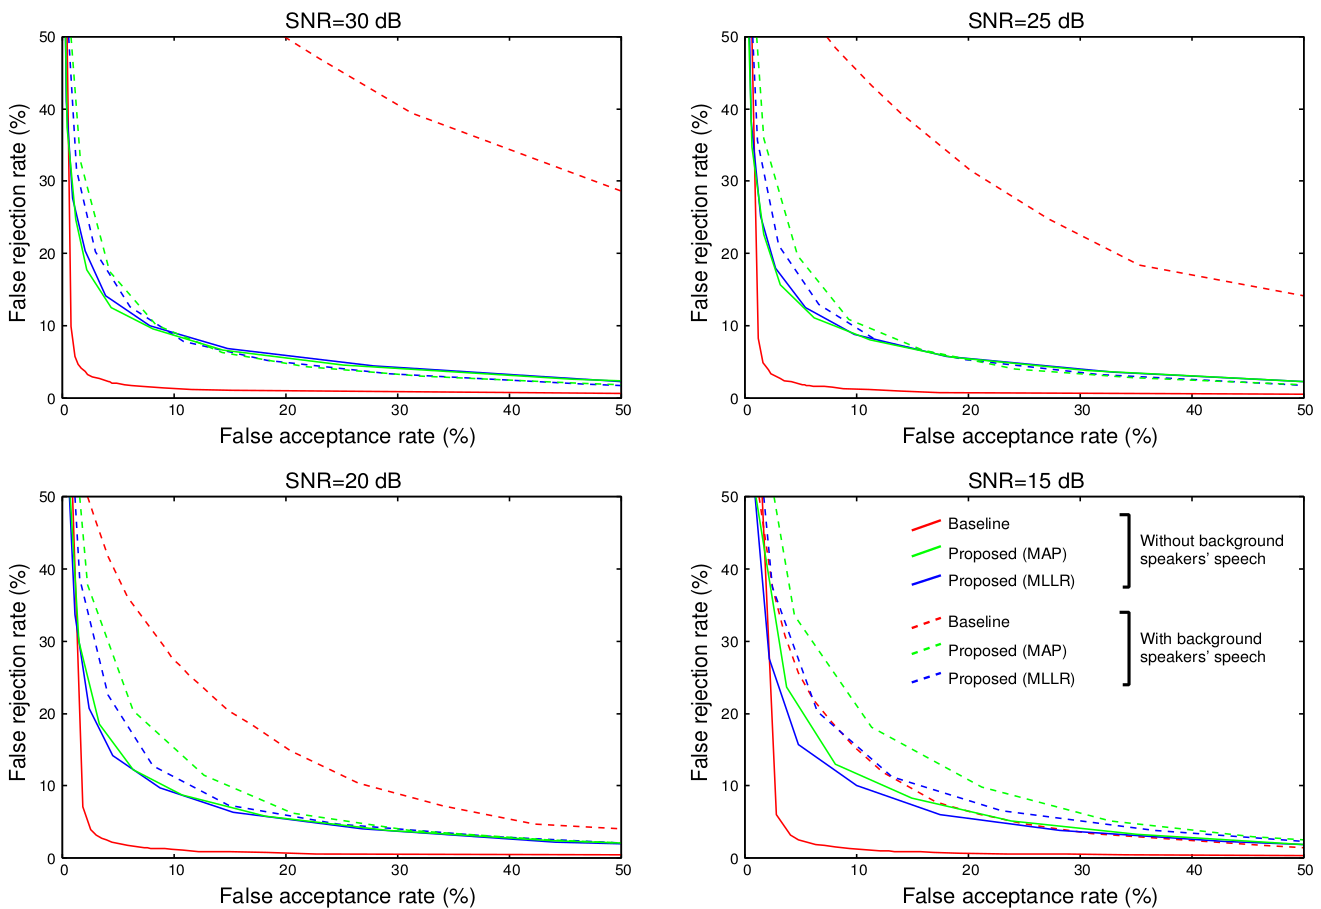 SNR=30 dB
50
40
30
20
10
0
False rejection rate (%)
0 10 20 30 40 50
False acceptance rate (%)
SNR=25 dB
50
40
30
20
10
0
False rejection rate (%)
0 10 20 30 40 50
False acceptance rate (%)
SNR=20 dB
50
40
30
20
10
0
False rejection rate (%)
0 10 20 30 40 50
False acceptance rate (%)
SNR=15 dB
50
40
30
20
10
0
False rejection rate (%)
Baseline
Proposed (MAP)
Proposed (MLLR)
Without background
speakers' speech
Baseline
Proposed (MAP)
Proposed (MLLR)
With background
speakers' speech
0 10 20 30 40 50
False acceptance rate (%)